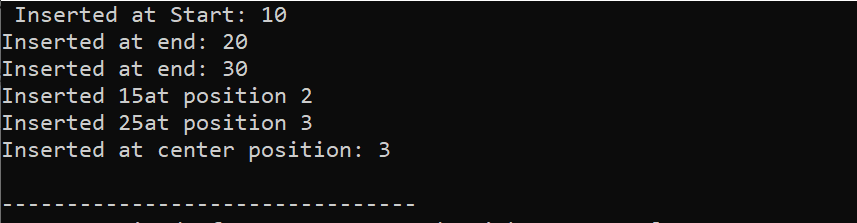 Inserted at Start: 10
Inserted at end: 20
Inserted at end: 30
Inserted 15at position 2
Inserted 25at position 3
Inserted at center position: 3
--------------------------------